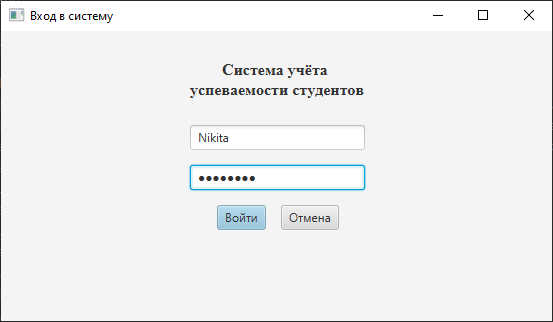 Вход в систему
Система учёта
успеваемости студентов
Nikita
●●●●●●●●
Войти
Отмена